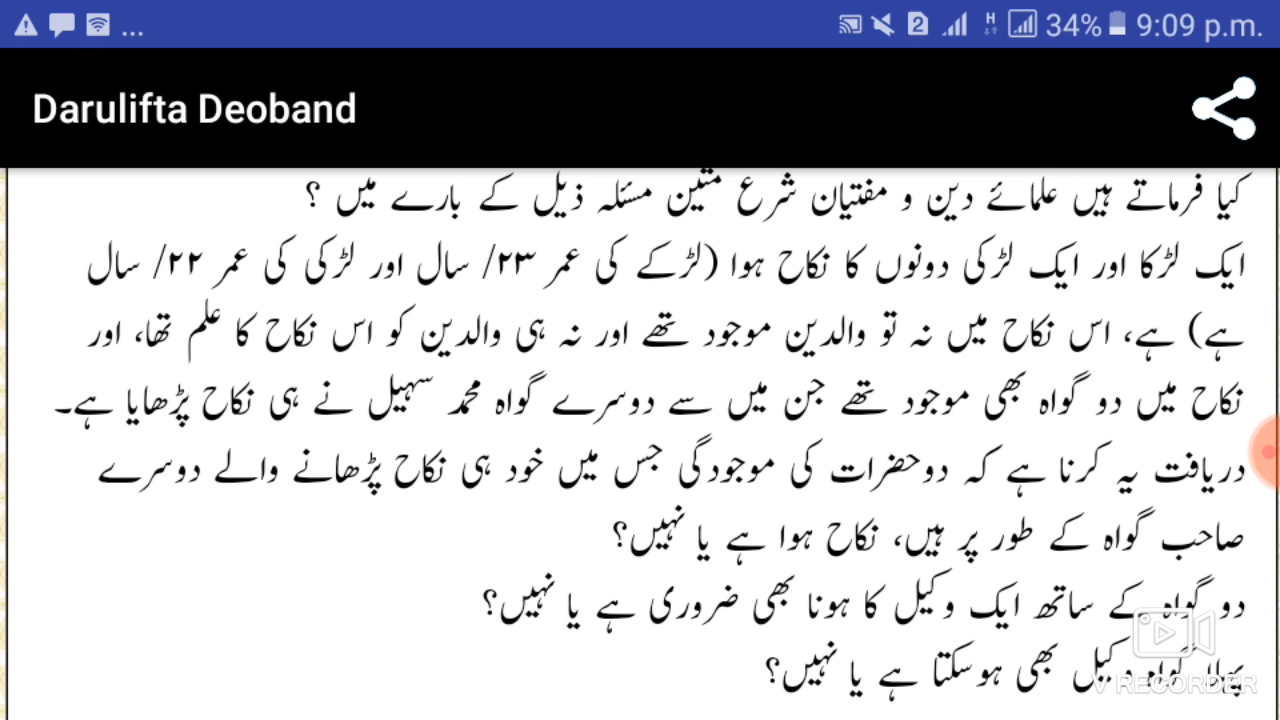 ... 2 H 34% 9:09 p.m.
Darulifta Deoband
کیا فرماتے ہیں علمائے دین و مفتیان شرع متین مسئلہ ذیل کے بارے میں ؟
ایک لڑکا اور ایک لڑکی دونوں کا نکاح ہوا (لڑکے کی عمر ۲۳/ سال اور لڑکی کی عمر ۲۲/ سال
ہے) ہے، اس نکاح میں نہ تو والدین موجود تھے اور نہ ہی والدین کو اس نکاح کا علم تھا، اور
نکاح میں دو گواہ بھی موجود تھے جن میں سے دوسرے گواہ محمد سہیل نے ہی نکاح پڑھایا ہے۔
دریافت یہ کرنا ہے کہ دوحضرات کی موجودگی جس میں خود ہی نکاح پڑھانے والے دوسرے
صاحب گواہ کے طور پر ہیں، نکاح ہوا ہے یا نہیں؟
دو گواہ کے ساتھ ایک وکیل کا ہونا بھی ضروری ہے یا نہیں؟
پہلا گواہ وکیل بھی ہوسکتا ہے یا نہیں؟
V RECORDER